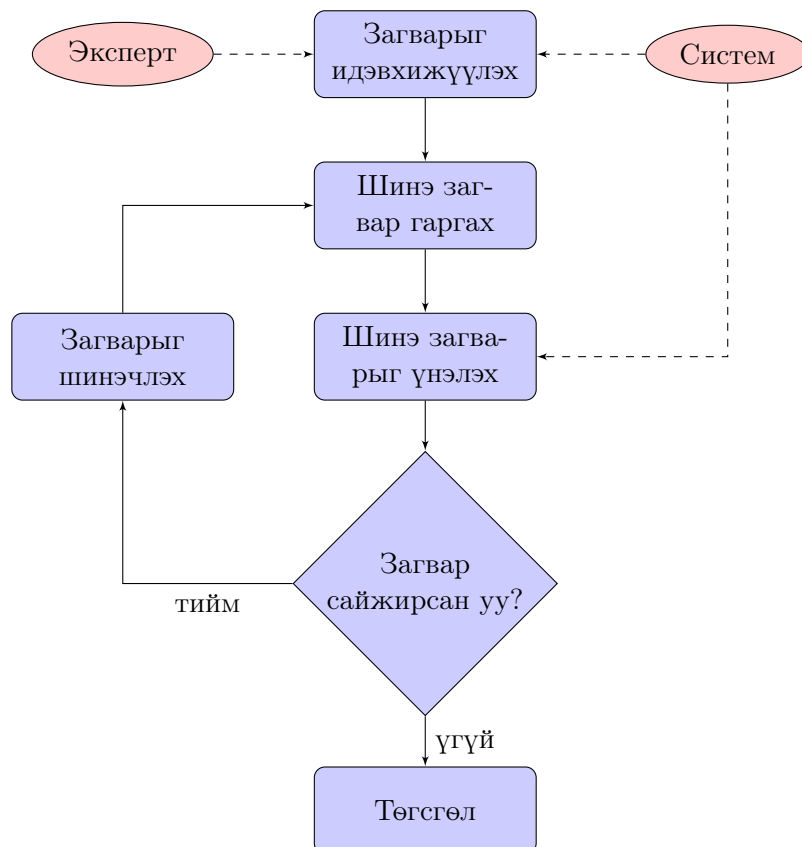 Эксперт
Загварыг
идэвхижүүлэх
Систем
Шинэ заг-
вар гаргах
Загварыг
шинэчлэх
Шинэ загва-
рыг үнэлэх
Загвар
сайжирсан уу?
тийм
үгүй
Төгсгөл